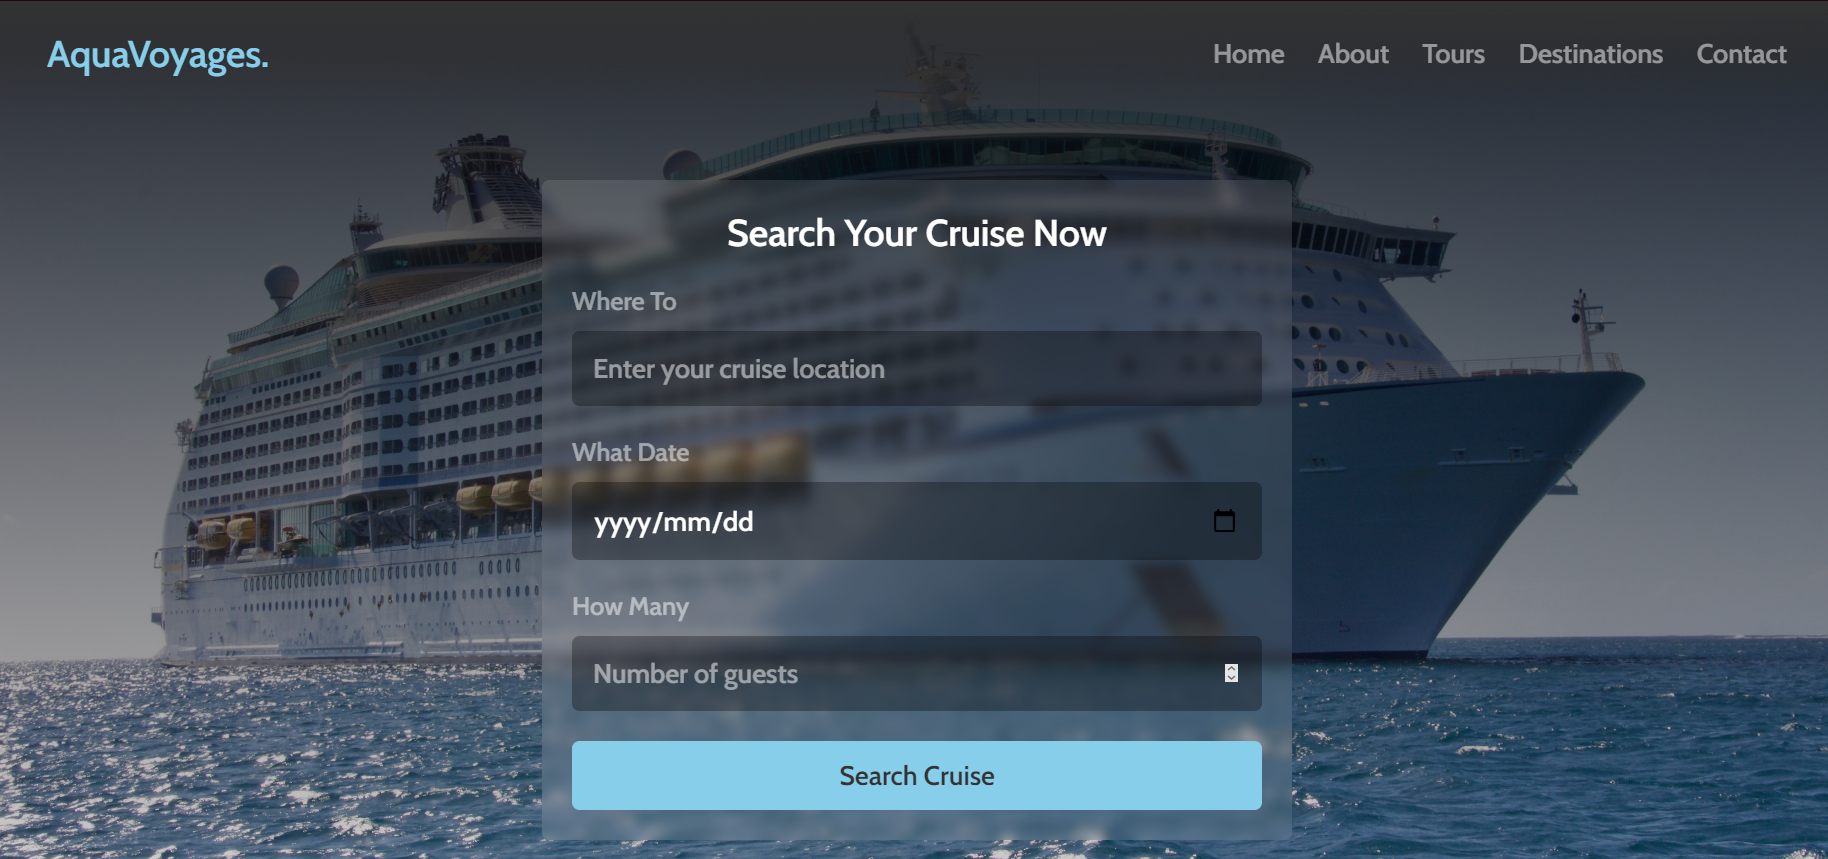 AquaVoyages.
Home
About
Tours
Destinations
Contact
Search Your Cruise Now
Where To
Enter your cruise location
What Date
yyyy/mm/dd
How Many
Number of guests
Search Cruise